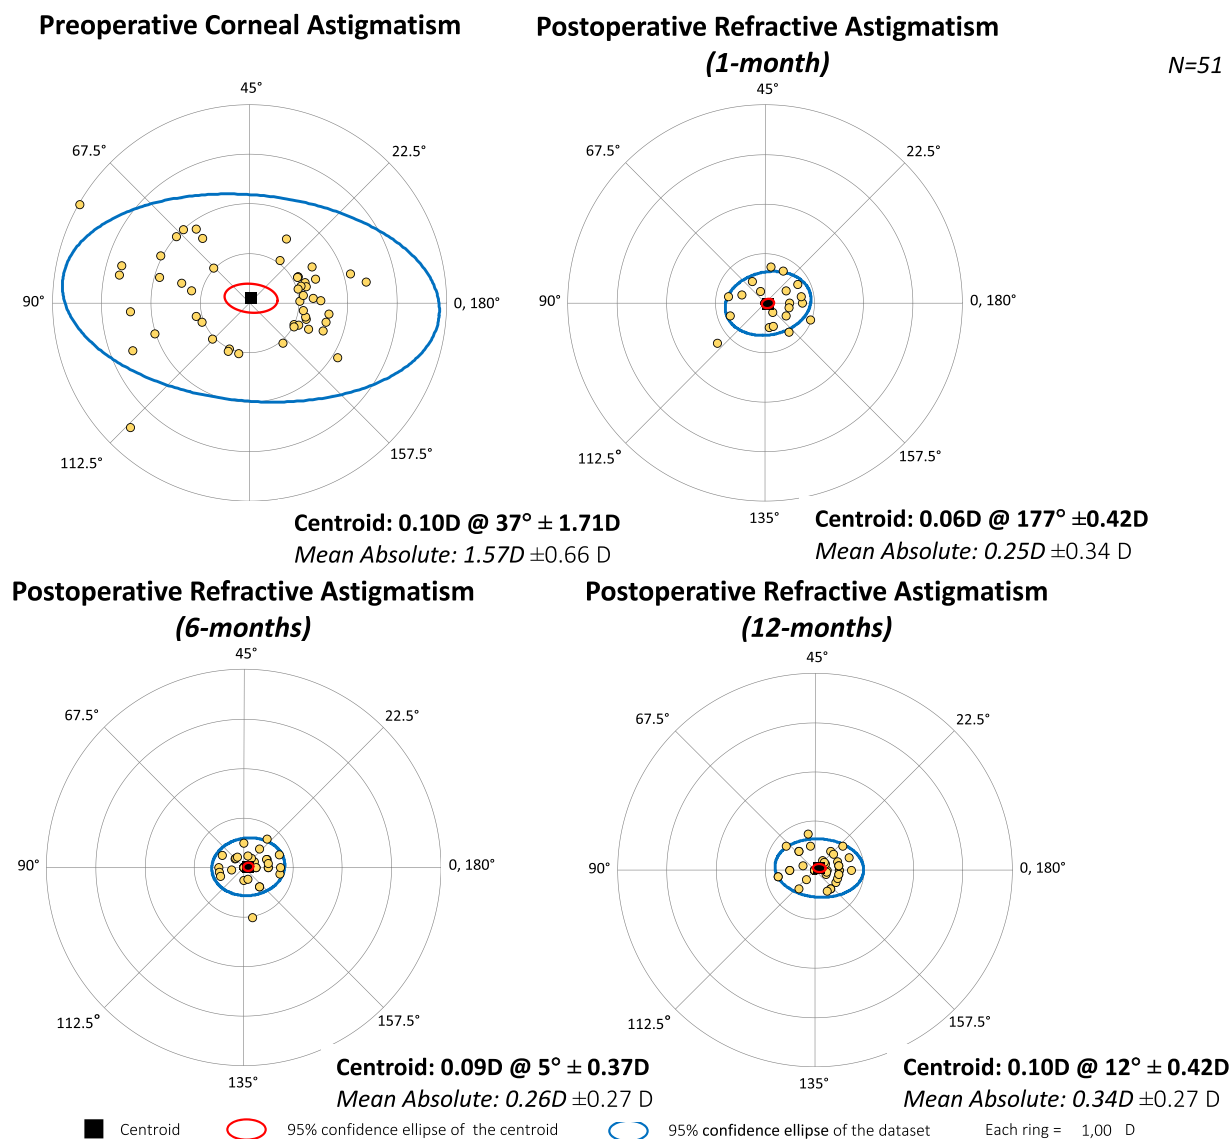 Preoperative Corneal Astigmatism
Postoperative Refractive Astigmatism
(1-month)
N=51
45°
67.5°
22.5°
90°
0, 180°
112.5°
157.5°
Centroid: 0.10D @ 37° ± 1.71D
Mean Absolute: 1.57D ±0.66 D
45°
67.5°
22.5°
90°
0, 180°
112.5°
157.5°
135°
Centroid: 0.06D @ 177° ±0.42D
Mean Absolute: 0.25D ±0.34 D
Postoperative Refractive Astigmatism
(6-months)
45°
67.5°
22.5°
90°
0, 180°
112.5°
157.5°
135°
Centroid: 0.09D @ 5° ± 0.37D
Mean Absolute: 0.26D ±0.27 D
Postoperative Refractive Astigmatism
(12-months)
45°
67.5°
22.5°
90°
0, 180°
112.5°
157.5°
135°
Centroid: 0.10D @ 12° ± 0.42D
Mean Absolute: 0.34D ±0.27 D
Centroid
95% confidence ellipse of the centroid
95% confidence ellipse of the dataset
Each ring = 1,00 D